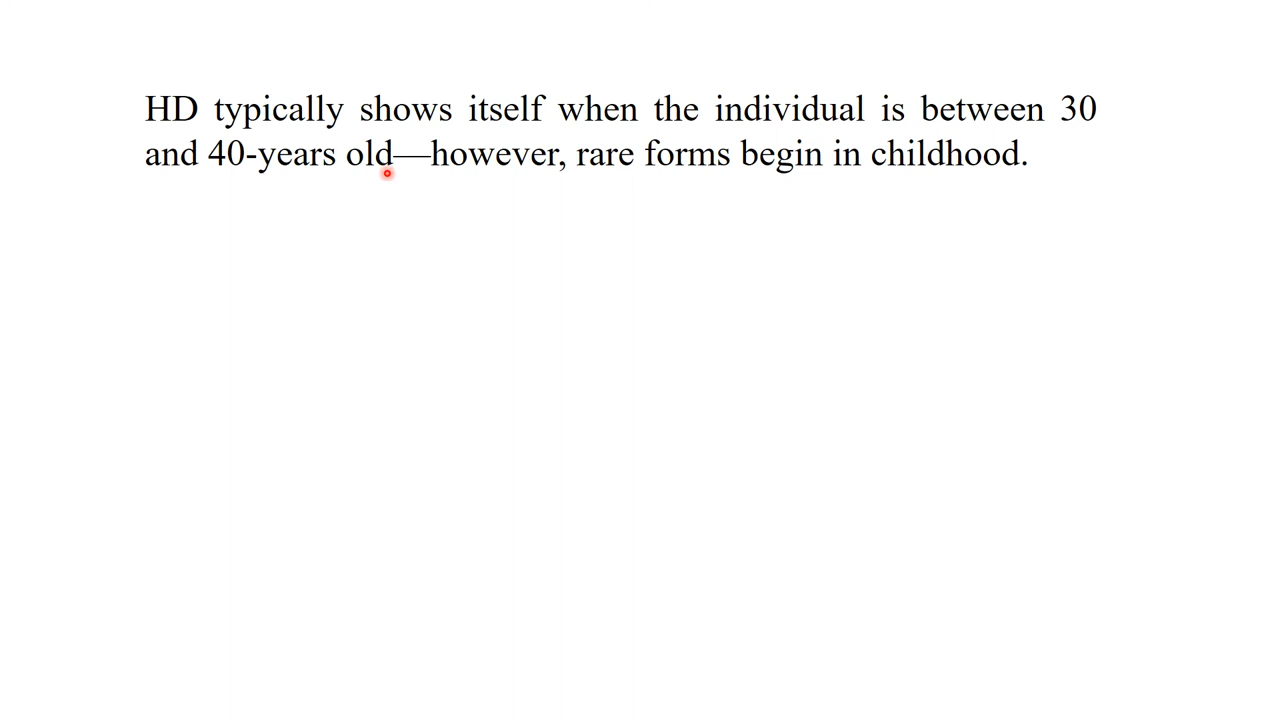 HD typically shows itself when the individual is between 30
and 40-years old—however, rare forms begin in childhood.